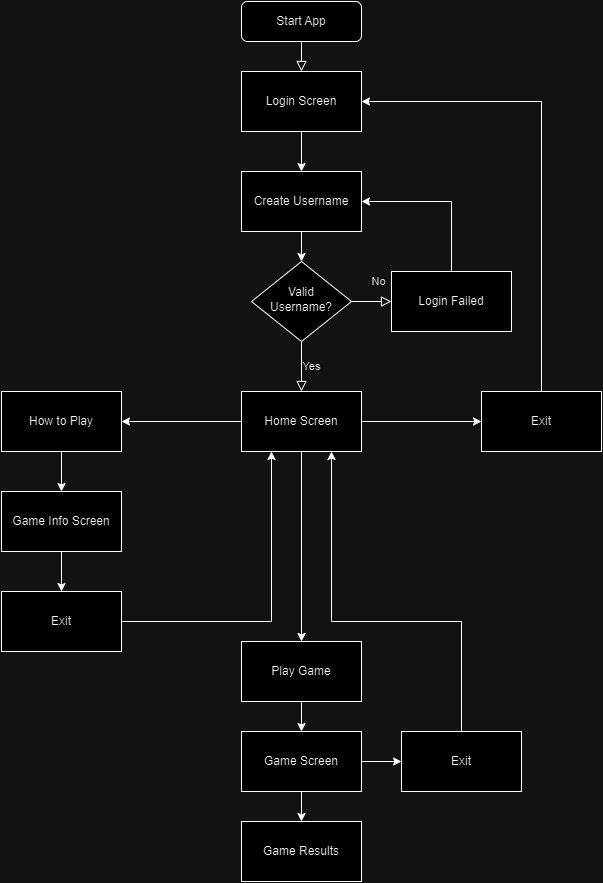 Start App
Login Screen
Create Username
Valid
Username?
No
Login Failed
Yes
How to Play
Home Screen
Exit
Game Info Screen
Exit
Play Game
Game Screen
Exit
Game Results